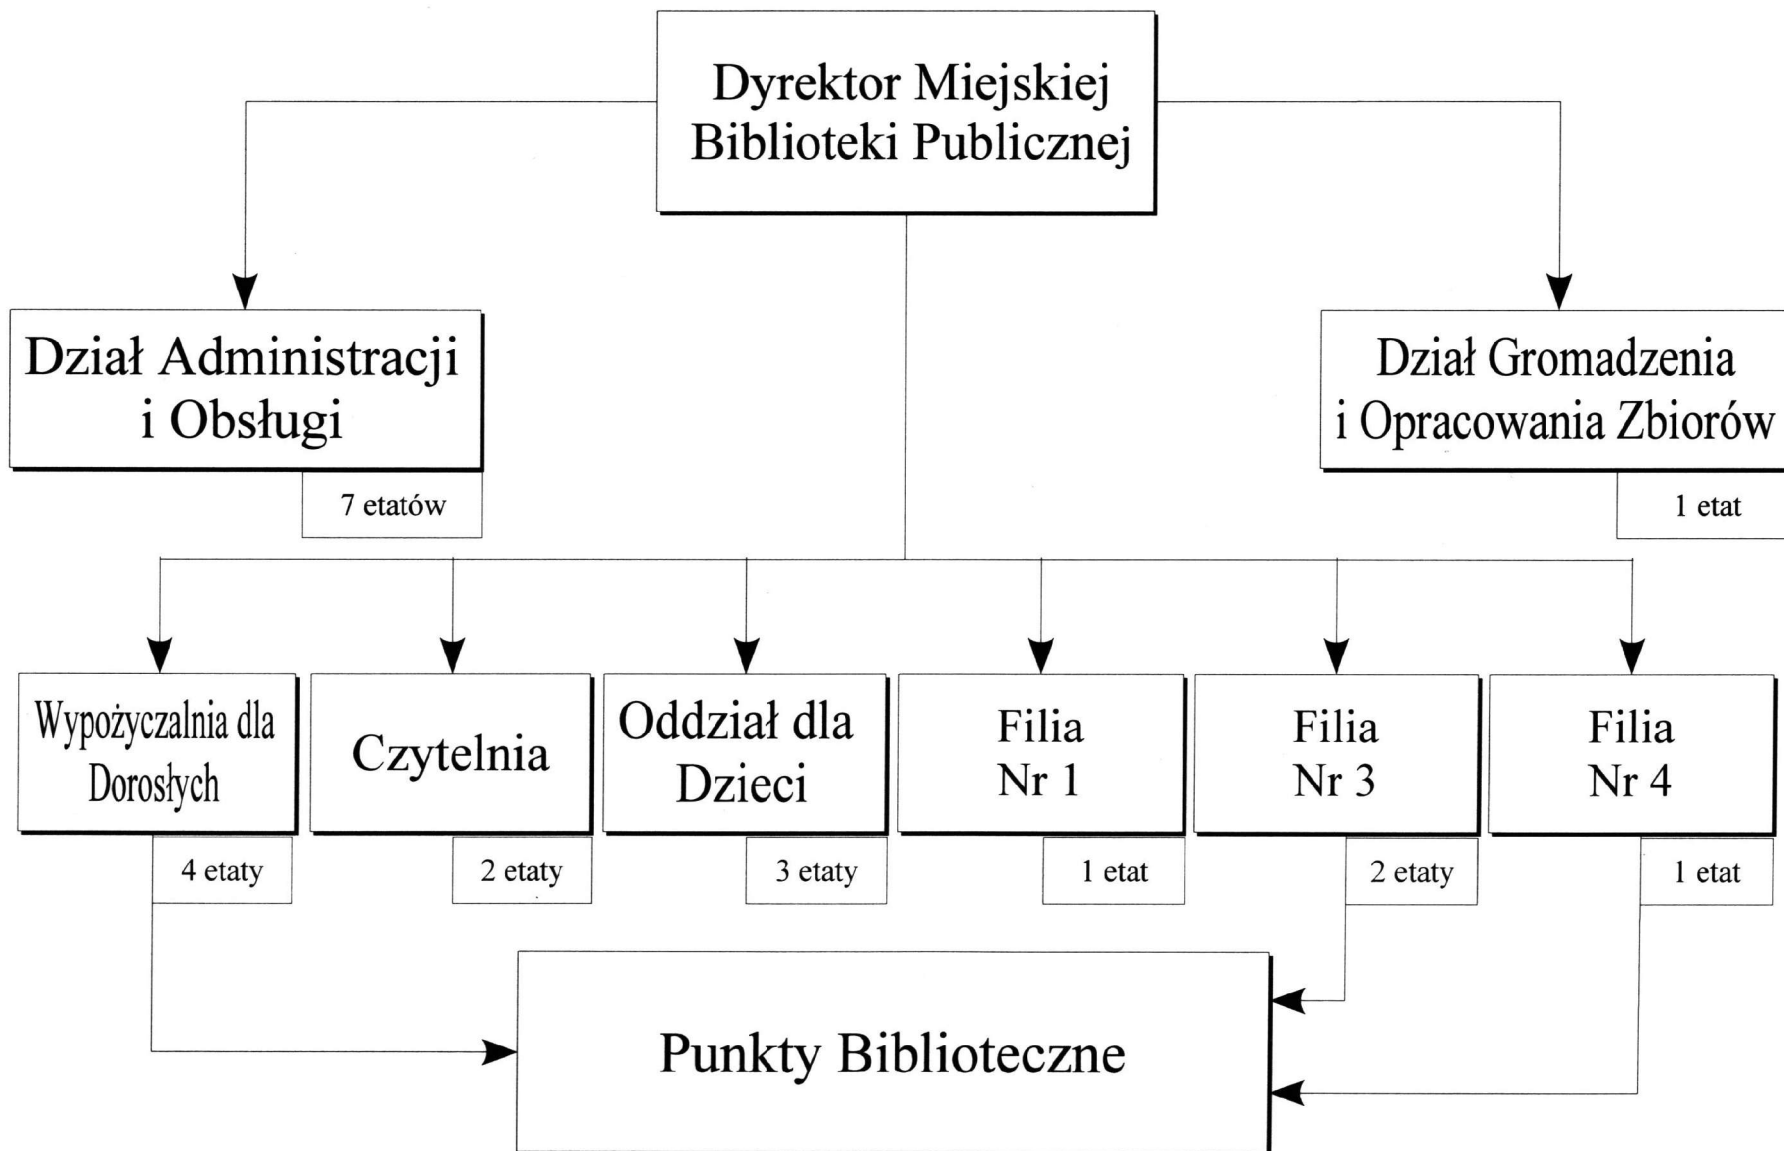 Dyrektor Miejskiej
Biblioteki Publicznej
Dział Administracji
i Obsługi
7 etatów
Dział Gromadzenia
i Opracowania Zbiorów
1 etat
Wypożyczalnia dla
Dorosłych
4 etaty
Czytelnia
2 etaty
Oddział dla
Dzieci
3 etaty
Filia
Nr 1
1 etat
Filia
Nr 3
2 etaty
Filia
Nr 4
1 etat
Punkty Biblioteczne